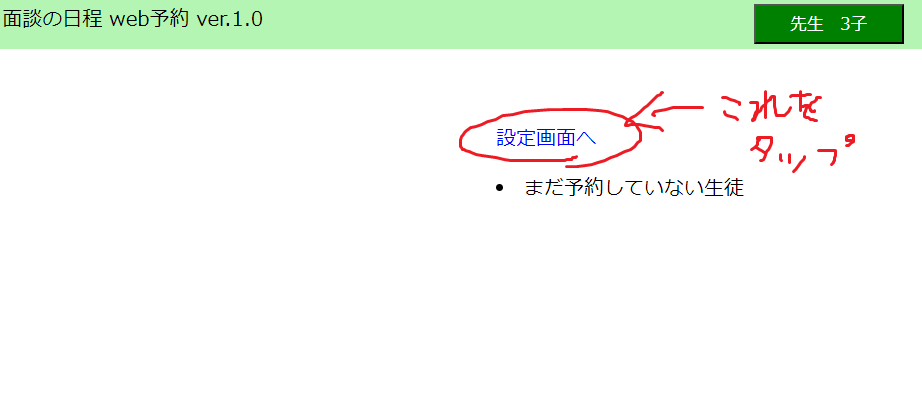 面談の日程 web予約 ver.1.0
先生　3子
設定画面へ
これを
タップ
まだ予約していない生徒